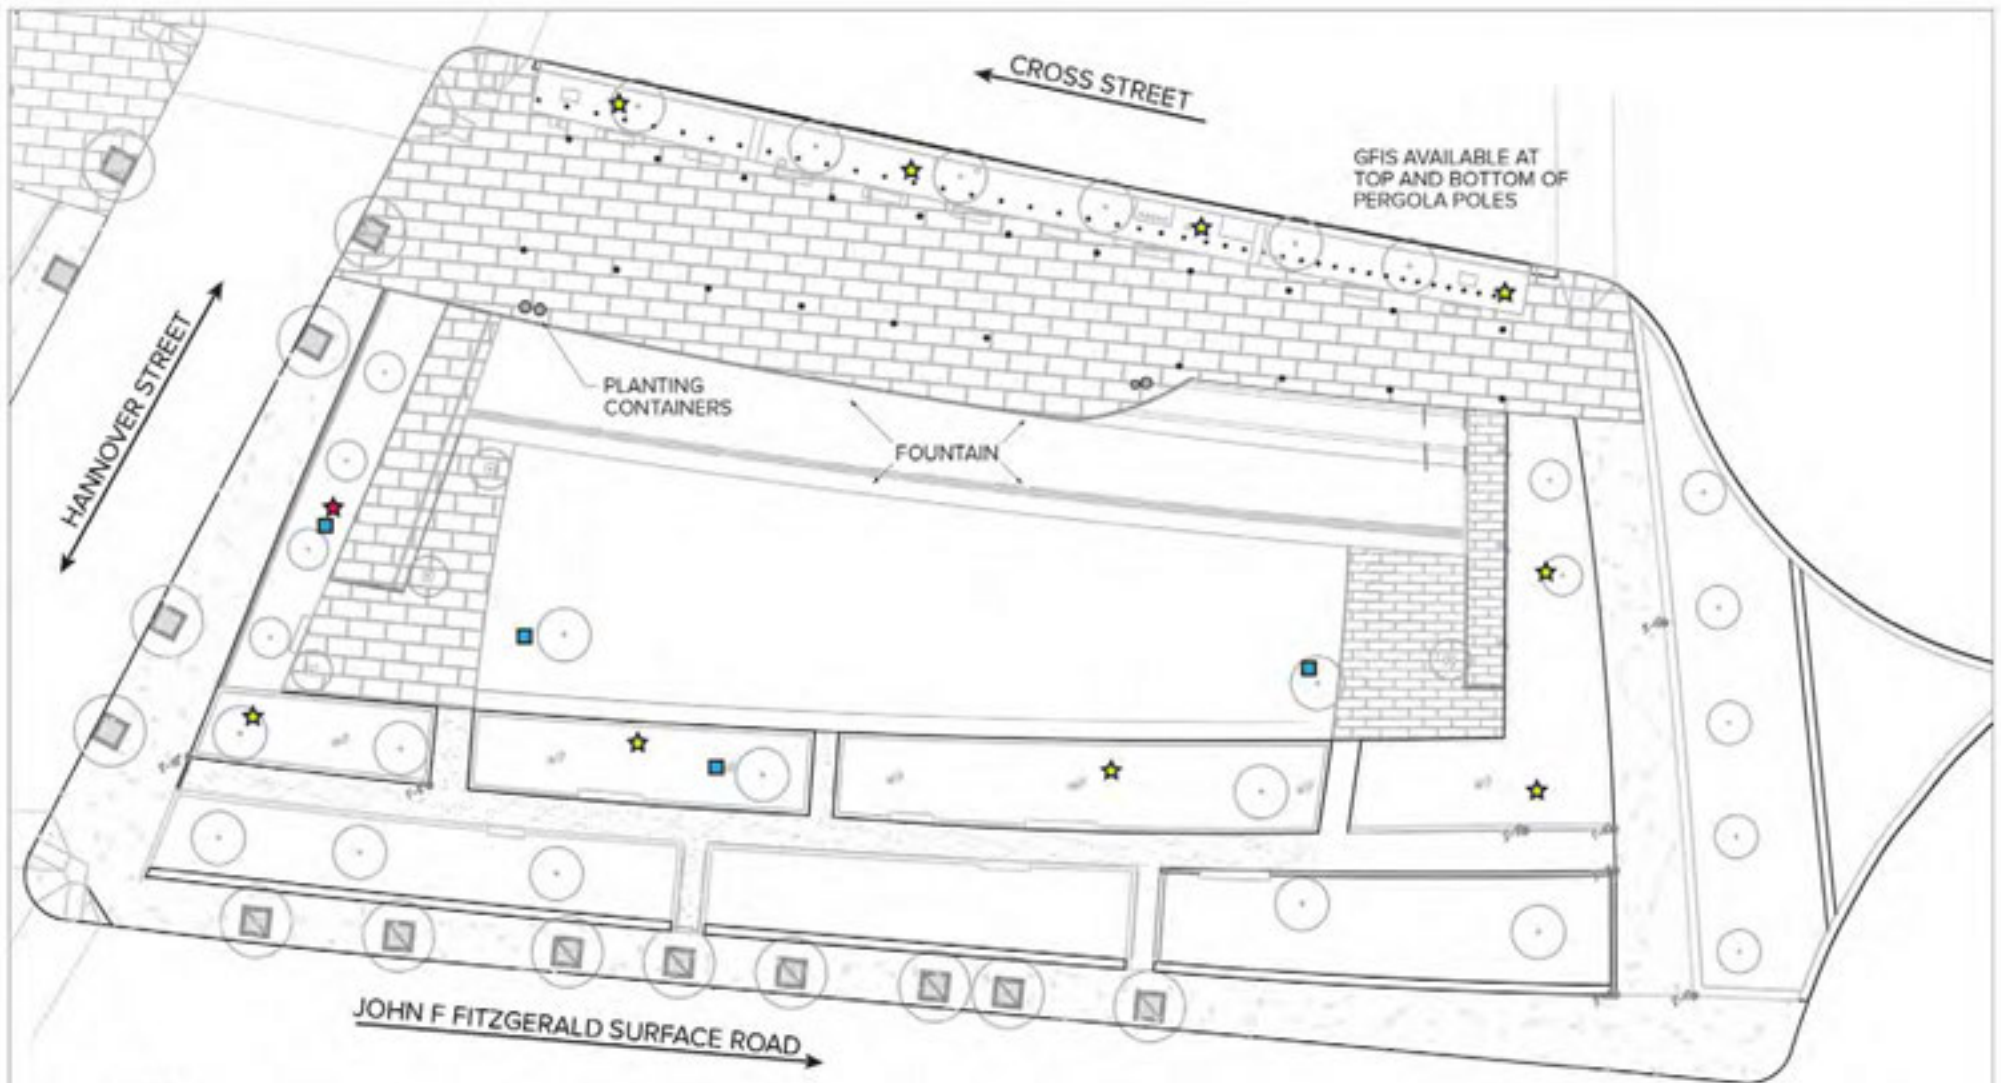 CROSS STREET
GFIS AVAILABLE AT
TOP AND BOTTOM OF
PERGOLA POLES
HANNOVER STREET
PLANTING
CONTAINERS
FOUNTAIN
JOHN F FITZGERALD SURFACE ROAD